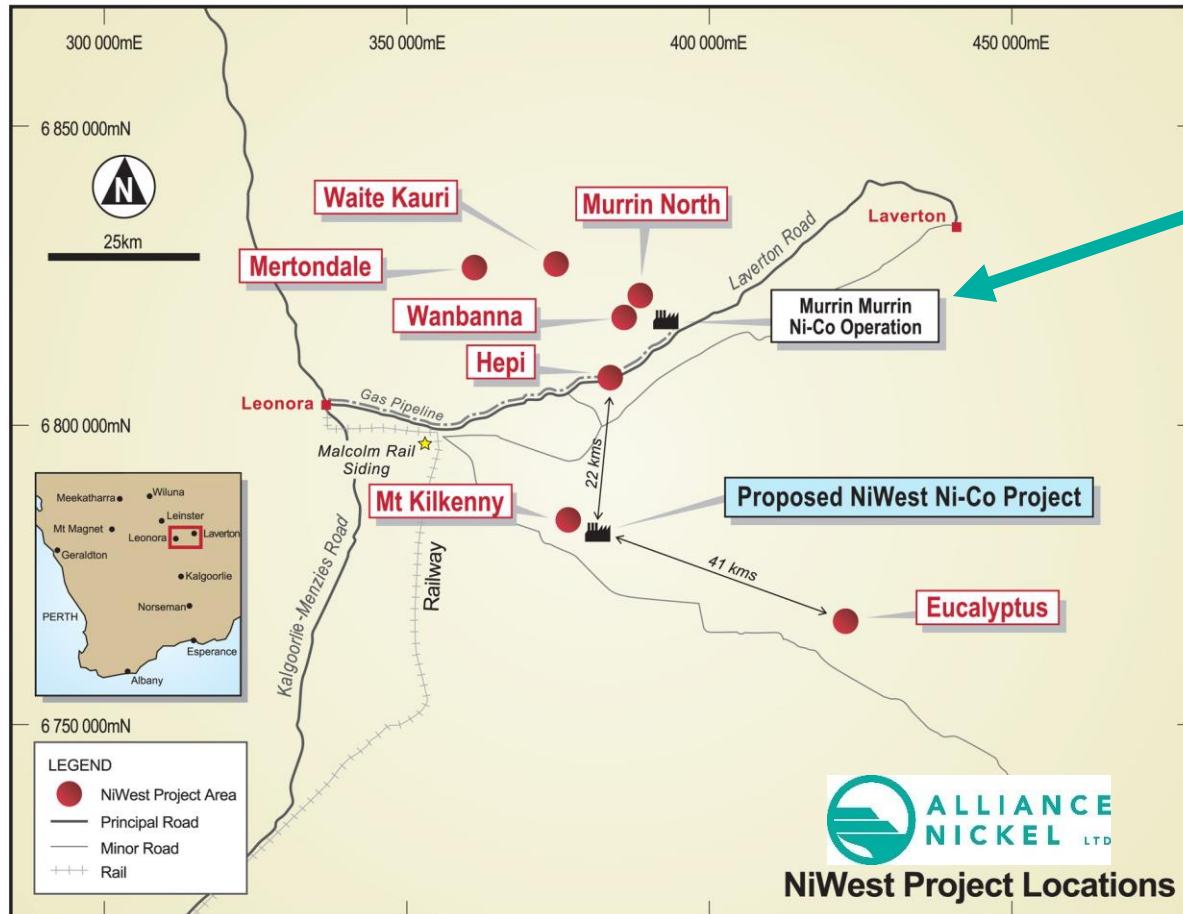 300 000mE
350 000mE
400 000mE
450 000mE
6 850 000mN
N
25km
Waite Kauri
Murrin North
Laverton
Mertondale
Laverton Road
Wanbanna
Murrin Murrin
Ni-Co Operation
Hepi
Gas Pipeline
Leonora
6 800 000mN
Malcolm Rail
Siding
22 kms
Mt Kilkenny
Proposed NiWest Ni-Co Project
41 kms
Eucalyptus
Railway
Kalgoorlie-Menzies Road
Meekatharra
Wiluna
Leinster
Mt Magnet
Leonora
Laverton
Geraldton
Kalgoorlie
Norseman
PERTH
Esperance
Albany
6 750 000mN
LEGEND
NiWest Project Area
Principal Road
Minor Road
Rail
ALLIANCE
NICKEL LTD
NiWest Project Locations